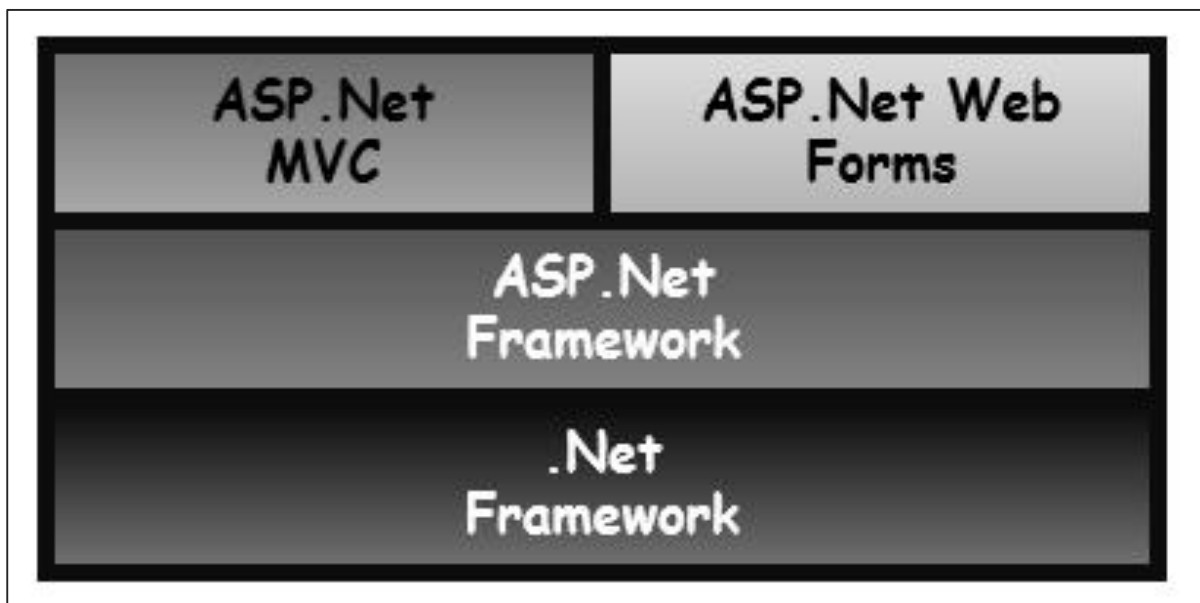 ASP.Net
MVC
ASP.Net Web
Forms
ASP.Net
Framework
.Net
Framework